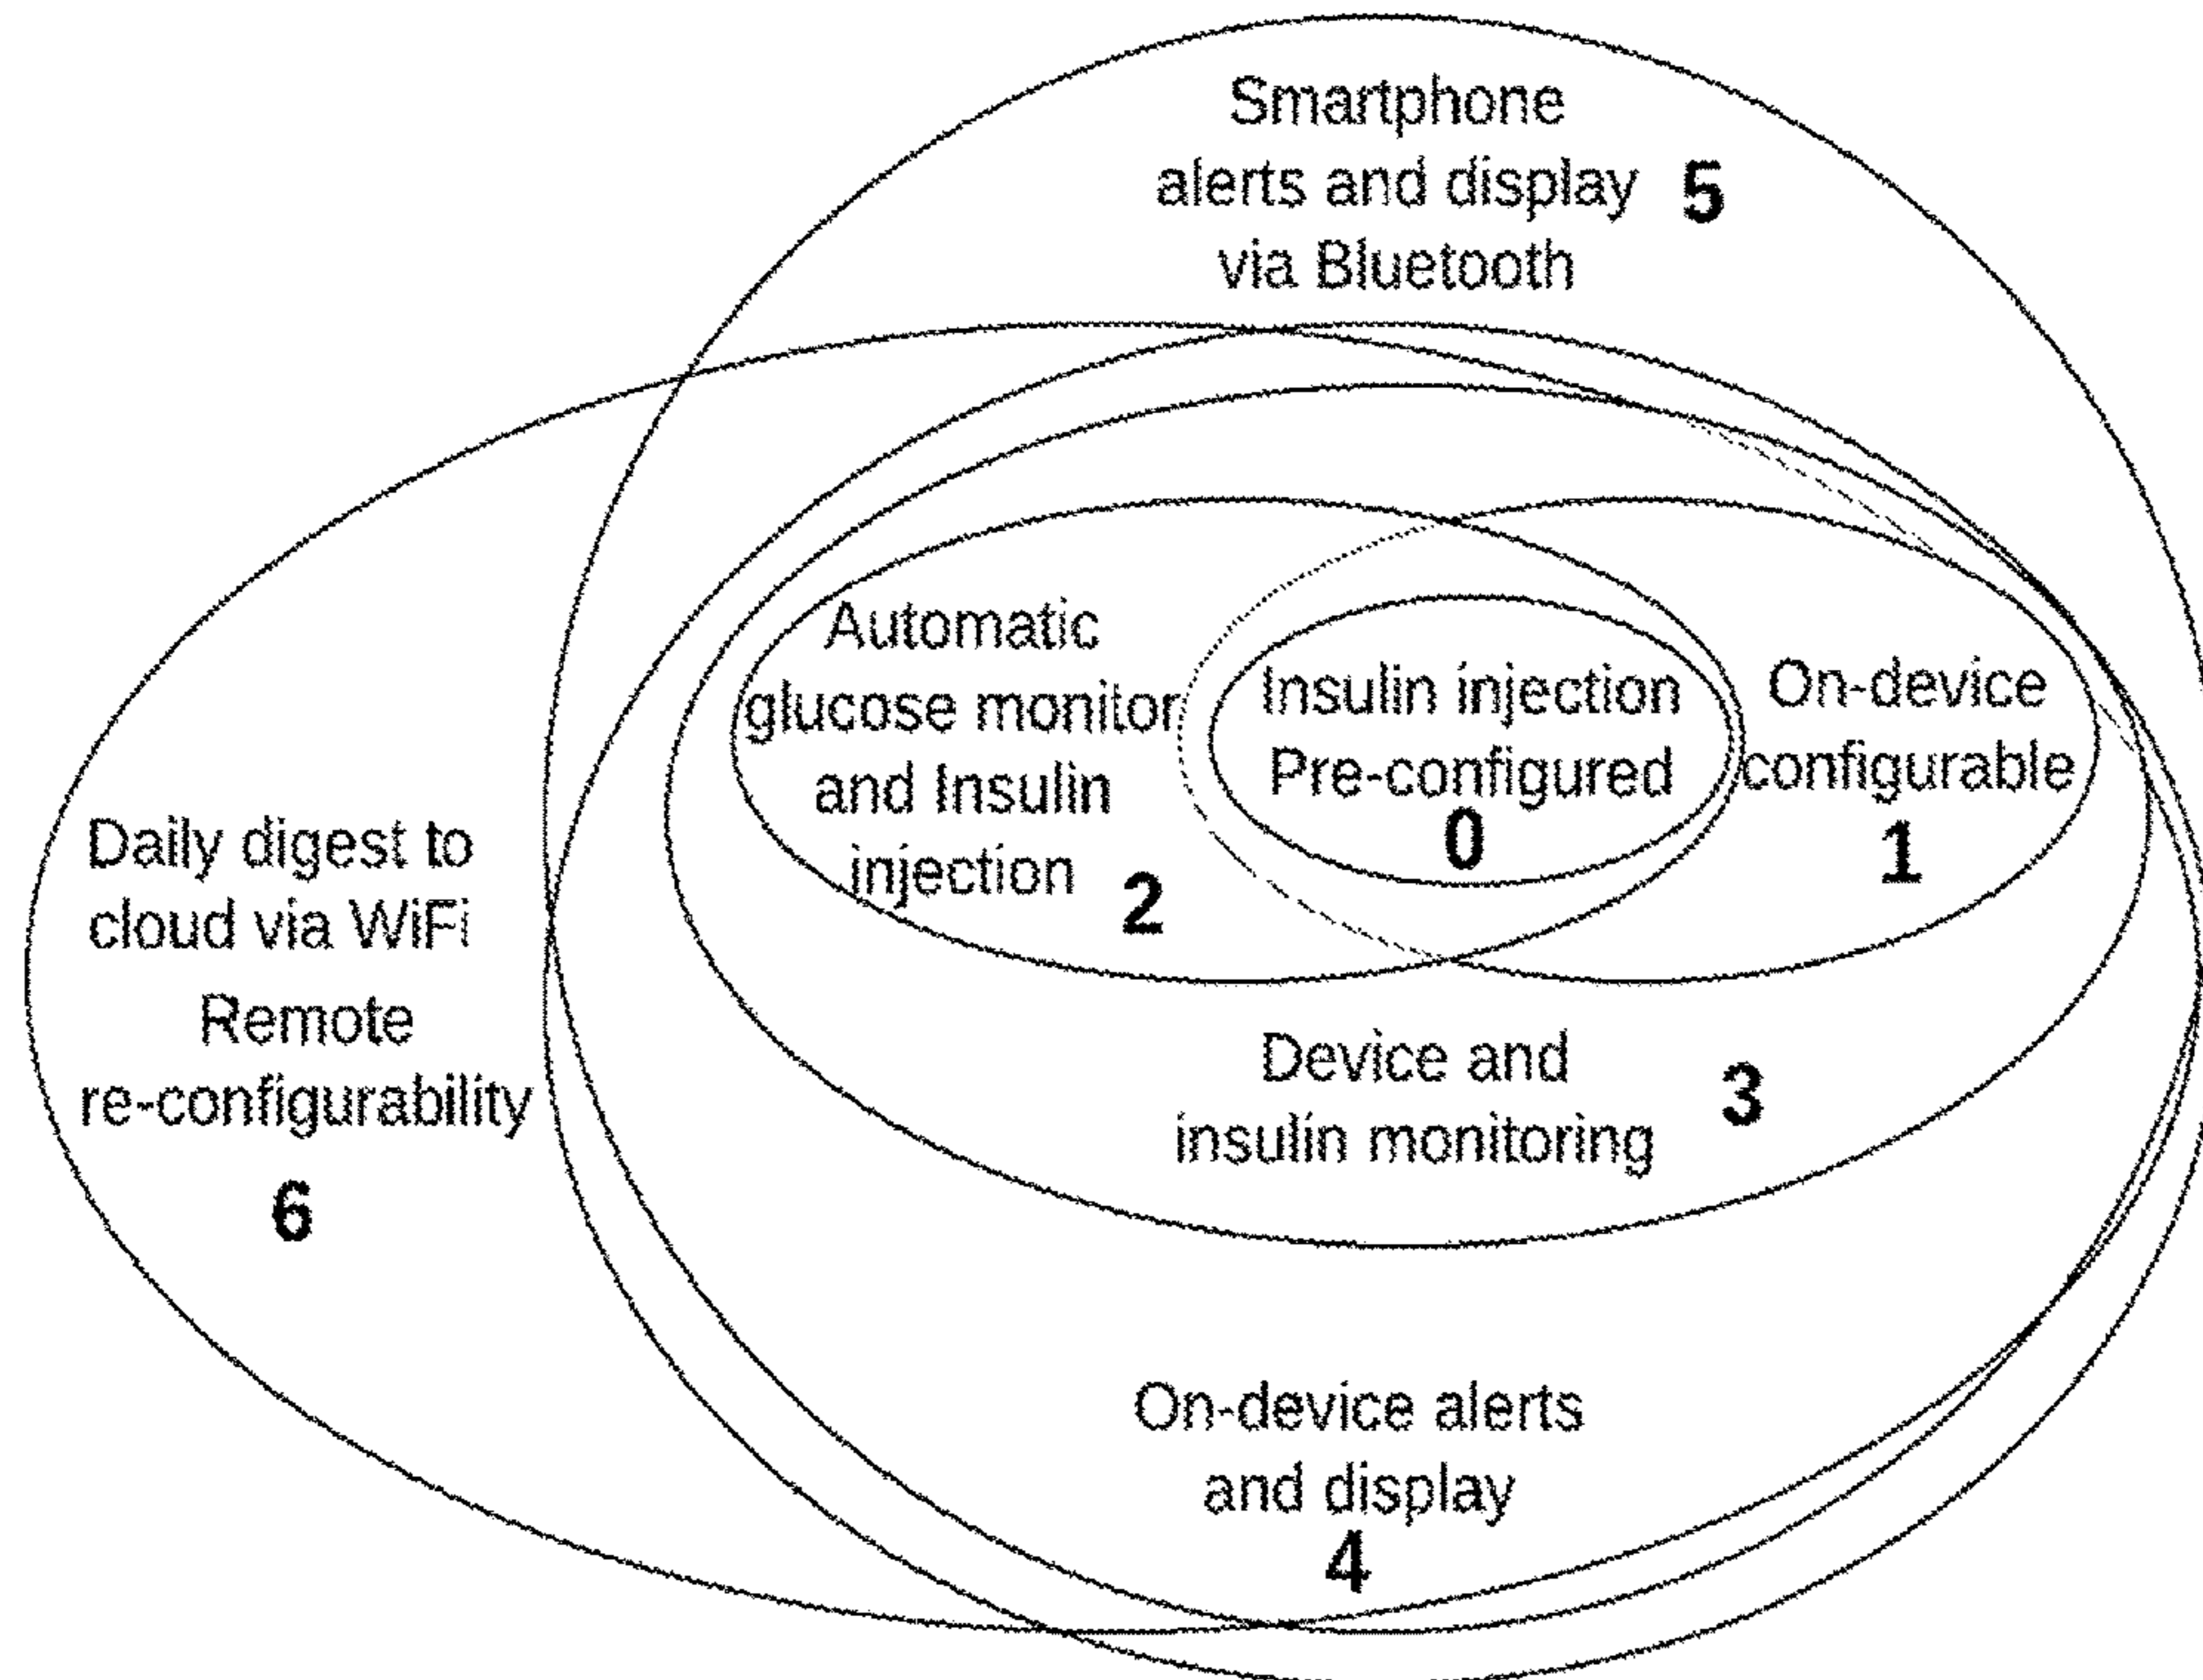 Smartphone
alerts and display 5
via Bluetooth
Automatic
glucose monitor
and Insulin
injection 2
Insulin injection
Pre-configured
0
On-device
configurable
1
Daily digest to
cloud via WiFi
Remote
re-configurability
6
Device and
insulin monitoring 3
On-device alerts
and display
4